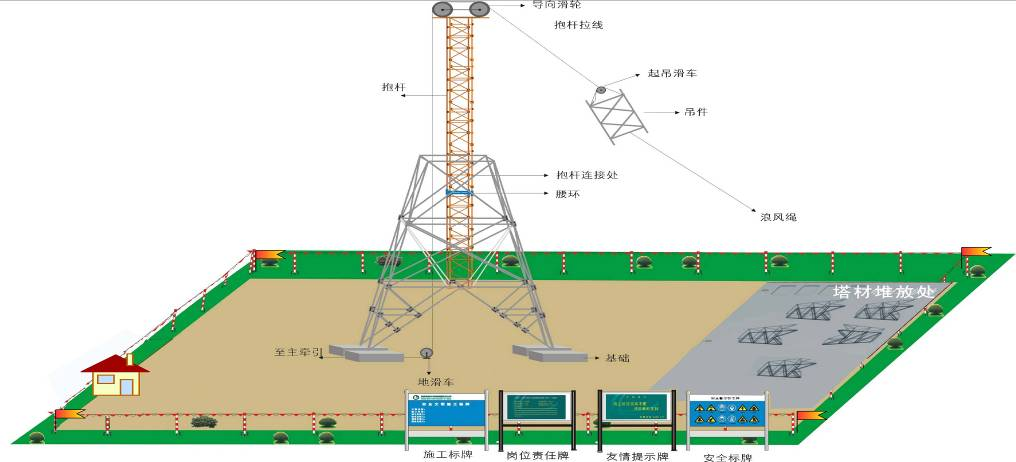 导向滑轮
抱杆拉线
起吊滑车
抱杆
吊件
抱杆连接处
腰环
浪风绳
塔材堆放处
至主牵引
基础
地滑车
施工标牌
岗位责任牌
友情提示牌
安全标牌